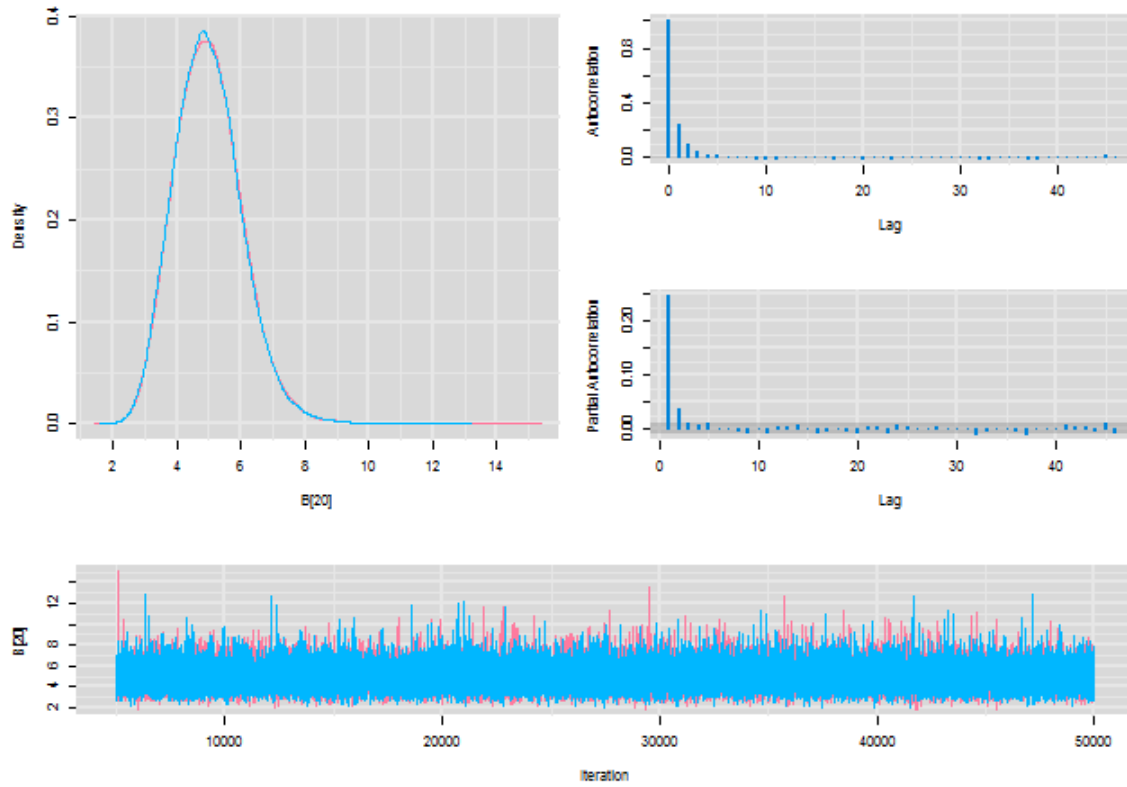 Density
0.0
0.1
0.2
0.3
0.4
2 4 6 8 10 12 14
B[20]
Autocorrelation
0.0 0.4 0.8
0 10 20 30 40
Lag
Partial Autocorrelation
0.00 0.10 0.20
0 10 20 30 40
Lag
B[20]
2 4 6 8 12
10000 20000 30000 40000 50000
Iteration